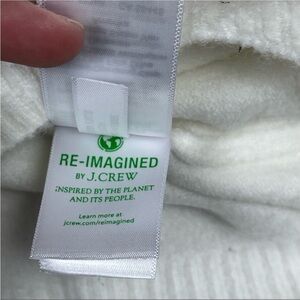 RE-IMAGINED
BY J.CREW
INSPIRED BY THE PLANET
AND ITS PEOPLE.
Learn more at
jcrew.com/reimagined